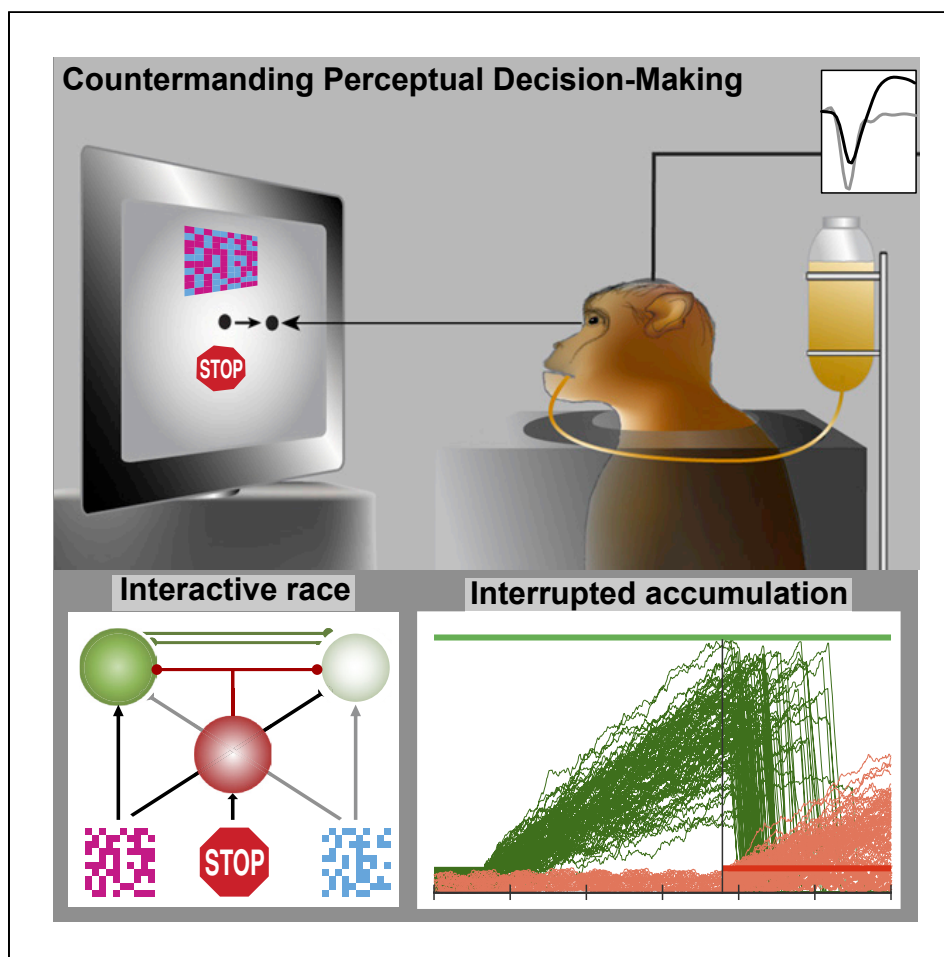 Countermanding Perceptual Decision-Making
STOP
Interactive race
Interrupted accumulation
STOP